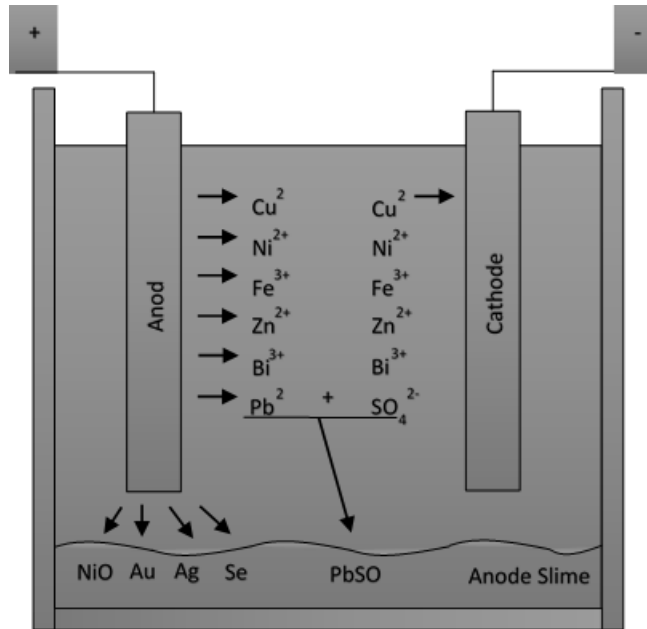 + -
Anod
Cathode
Cu2 Cu2
Ni2+ Ni2+
Fe3+ Fe3+
Zn2+ Zn2+
Bi3+ Bi3+
Pb2 + SO42-
NiO Au Ag Se PbSO Anode Slime